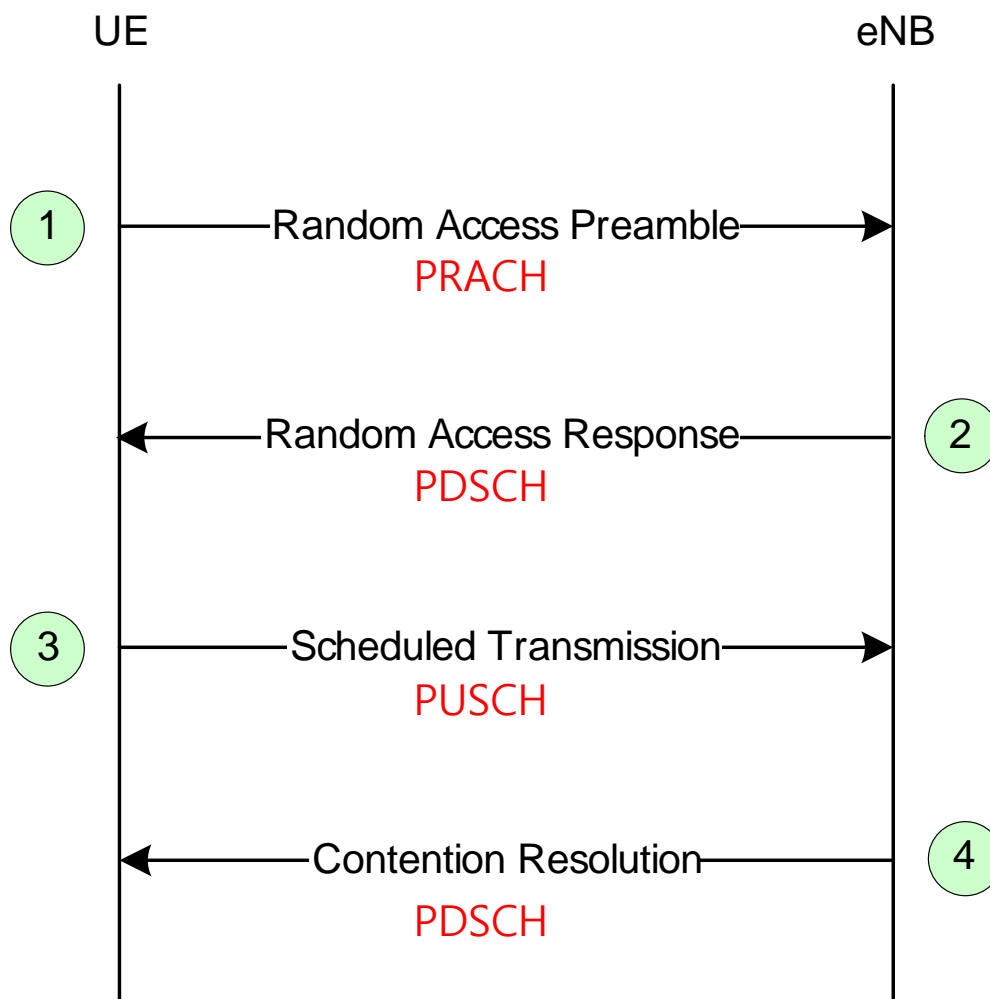 UE
eNB
1
Random Access Preamble
PRACH
Random Access Response
2
PDSCH
3
Scheduled Transmission
PUSCH
Contention Resolution
4
PDSCH